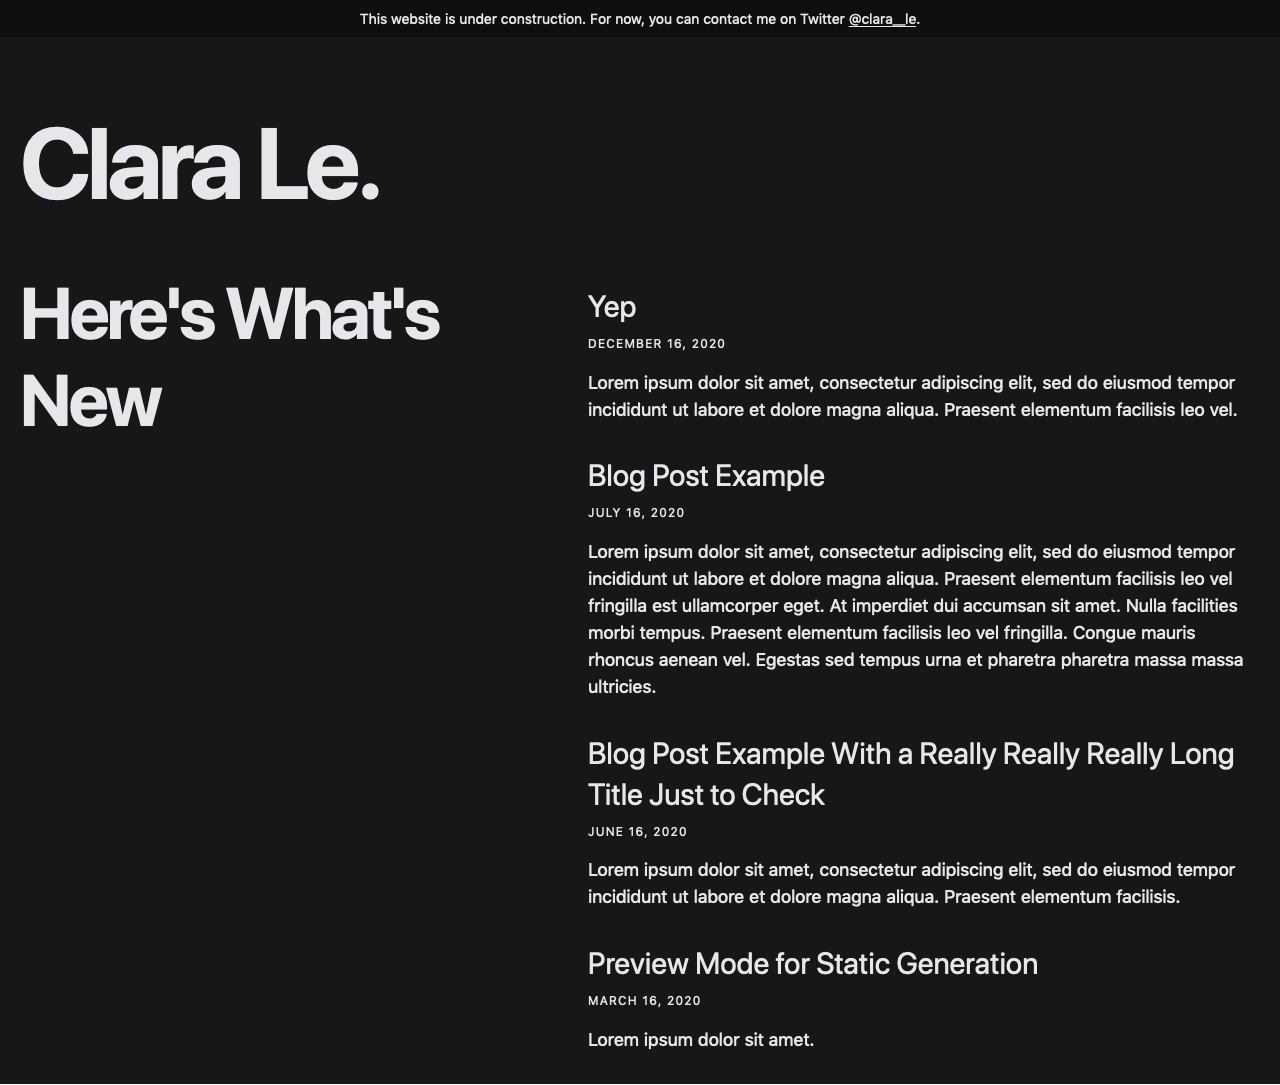 This website is under construction. For now, you can contact me on Twitter @clara__le.
Clara Le.
Here's What's
New
Yep
DECEMBER 16, 2020
Lorem ipsum dolor sit amet, consectetur adipiscing elit, sed do eiusmod tempor
incididunt ut labore et dolore magna aliqua. Praesent elementum facilisis leo vel.
Blog Post Example
JULY 16, 2020
Lorem ipsum dolor sit amet, consectetur adipiscing elit, sed do eiusmod tempor
incididunt ut labore et dolore magna aliqua. Praesent elementum facilisis leo vel
fringilla est ullamcorper eget. At imperdiet dui accumsan sit amet. Nulla facilities
morbi tempus. Praesent elementum facilisis leo vel fringilla. Congue mauris
rhoncus aenean vel. Egestas sed tempus urna et pharetra pharetra massa massa
ultricies.
Blog Post Example With a Really Really Really Long
Title Just to Check
JUNE 16, 2020
Lorem ipsum dolor sit amet, consectetur adipiscing elit, sed do eiusmod tempor
incididunt ut labore et dolore magna aliqua. Praesent elementum facilisis.
Preview Mode for Static Generation
MARCH 16, 2020
Lorem ipsum dolor sit amet.